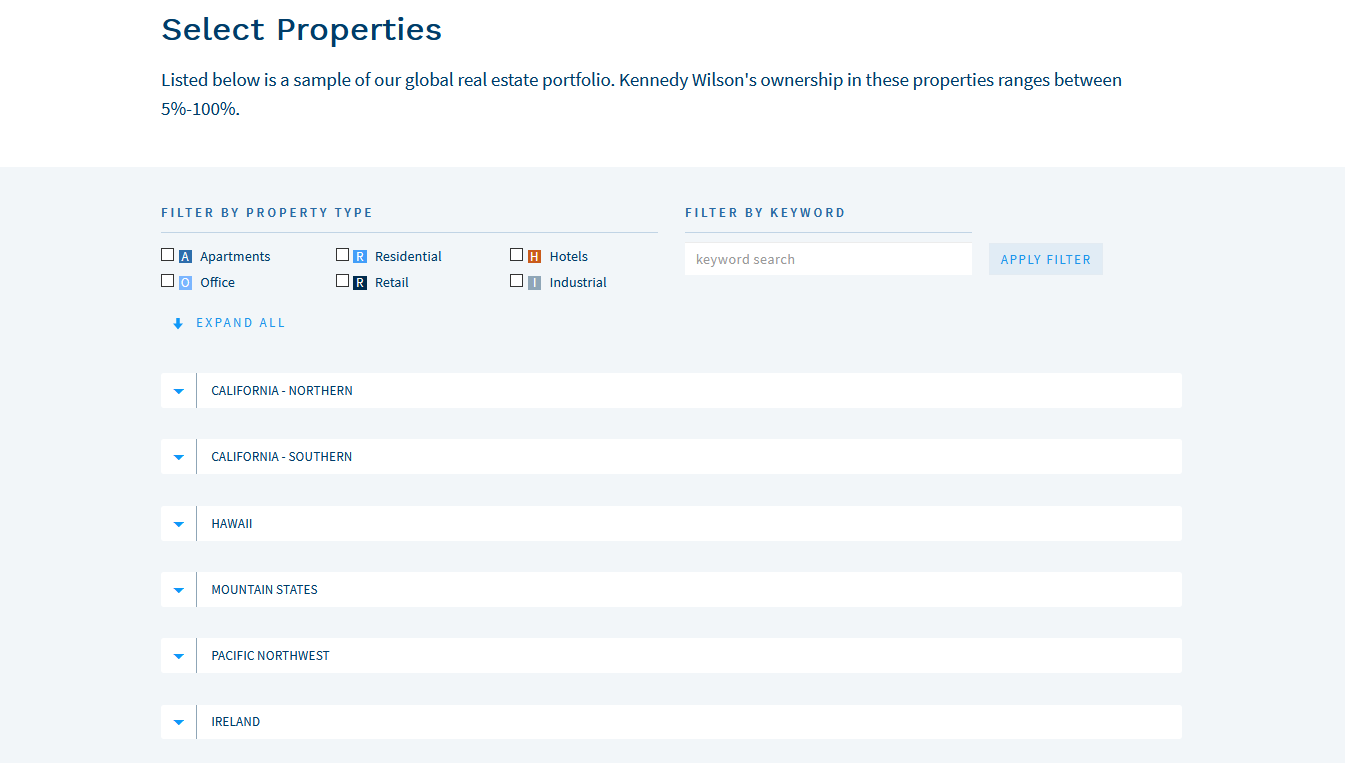 Select Properties
Listed below is a sample of our global real estate portfolio. Kennedy Wilson's ownership in these properties ranges between
5%-100%.
FILTER BY PROPERTY TYPE
FILTER BY KEYWORD
A Apartments R Residential H Hotels
keyword search APPLY FILTER
O Office R Retail I Industrial
EXPAND ALL
CALIFORNIA - NORTHERN
CALIFORNIA - SOUTHERN
HAWAII
MOUNTAIN STATES
PACIFIC NORTHWEST
IRELAND